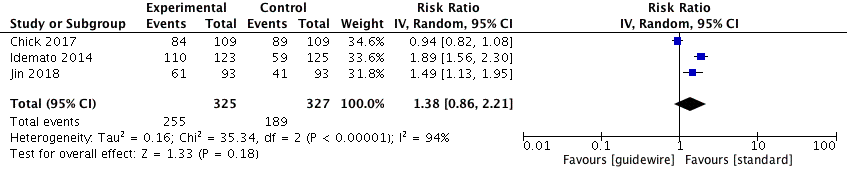 Experimental Control Risk Ratio Risk Ratio
Study or Subgroup Events Total Events Total Weight IV, Random, 95% CI IV, Random, 95% CI
Chick 2017 84 109 89 109 34.6% 0.94 [0.82, 1.08]
Idemato 2014 110 123 59 125 33.6% 1.89 [1.56, 2.30]
Jin 2018 61 93 41 93 31.8% 1.49 [1.13, 1.95]
Total (95% CI) 325 327 100.0% 1.38 [0.86, 2.21]
Total events 255 189
Heterogeneity: Tau² = 0.16; Chi² = 35.34, df = 2 (P < 0.00001); I² = 94%
Test for overall effect: Z = 1.33 (P = 0.18)
0.01 0.1 1 10 100
Favours [guidewire] Favours [standard]